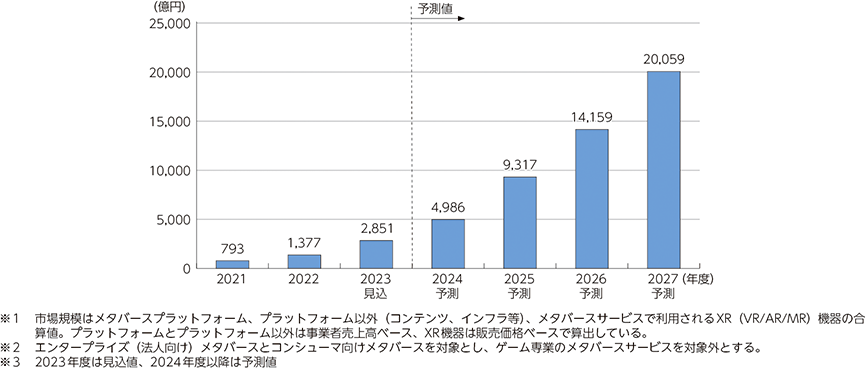 (億円)
予測値
25,000
20,000
15,000
10,000
5,000
0
793
1,377
2,851
4,986
9,317
14,159
20,059
2021
2022
2023
見込
2024
予測
2025
予測
2026
予測
2027
予測
(年度)
※1 市場規模はメタバースプラットフォーム、プラットフォーム以外(コンテンツ、インフラ等)、メタバースサービスで利用されるXR(VR/AR/MR)機器の合
算値。プラットフォームとプラットフォーム以外は事業者売上高ベース、XR機器は販売価格ベースで算出している。
※2 エンタープライズ(法人向け)メタバースとコンシューマ向けメタバースを対象とし、ゲーム専業のメタバースサービスを対象外とする。
※3 2023年度は見込値、2024年度以降は予測値